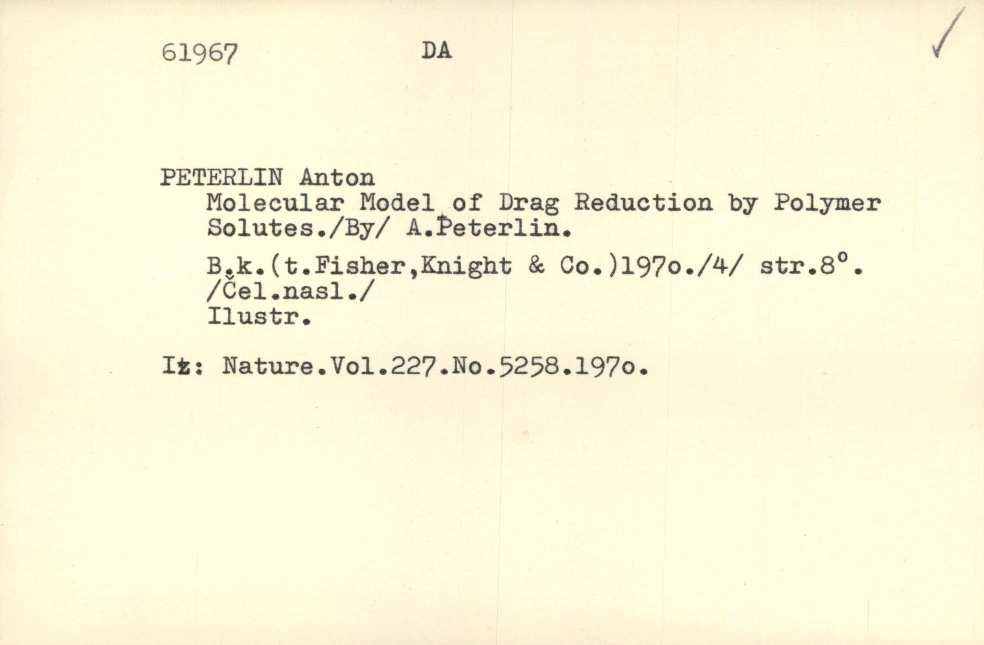 61967 DA
PETERLIN Anton
Molecular Model of Drag Reduction by Polymer
Solutes./By/ A.Peterlin.
B.k.(t.Fisher,Knight & Co.)197o./4/ str.8°.
/Čel.nasl./
Ilustr.
Iz: Nature.Vol.227.No.5258.197o.